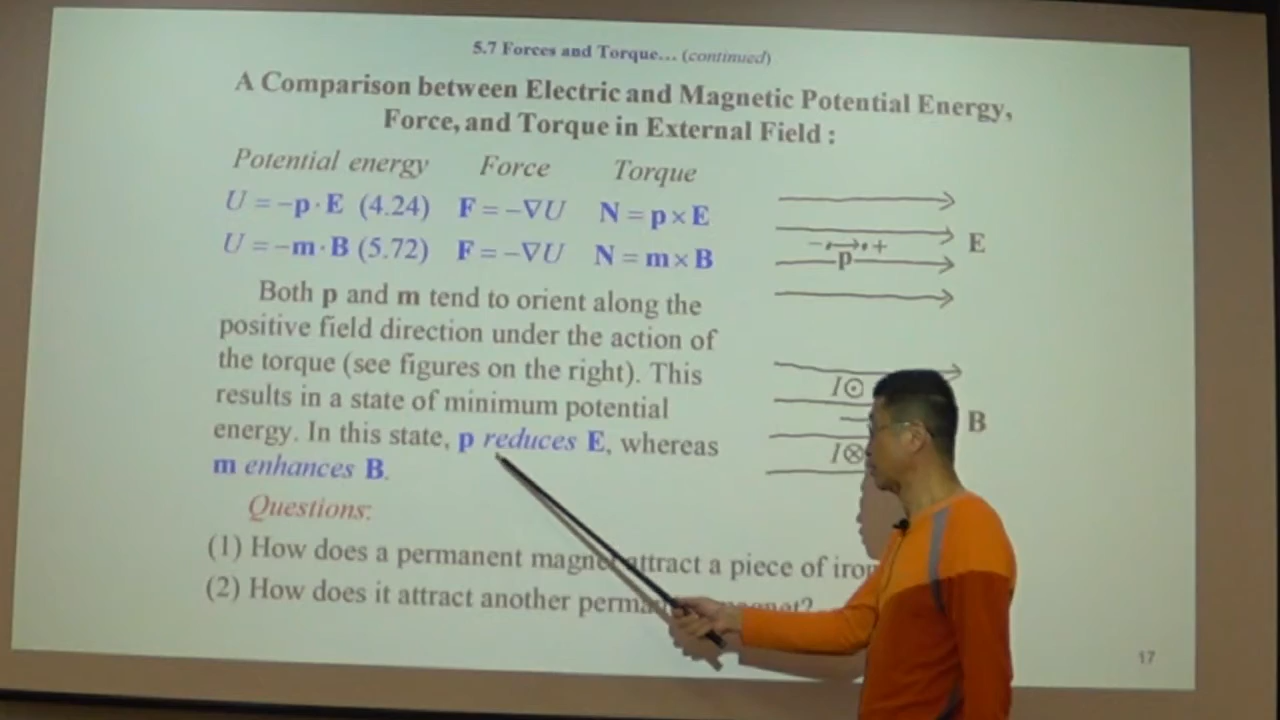 5.7 Forces and Torque... (continued)
A Comparison between Electric and Magnetic Potential Energy,
Force, and Torque in External Field :
Potential energy Force Torque
U = −p · E (4.24) F = −∇U N = p × E
U = −m · B (5.72) F = −∇U N = m × B
Both p and m tend to orient along the
positive field direction under the action of
the torque (see figures on the right). This
results in a state of minimum potential
energy. In this state, p reduces E, whereas
m enhances B.
Questions:
(1) How does a permanent magnet attract a piece of iron
(2) How does it attract another permanent magnet?
− +
p
E
I⊙
B
I⊗
17